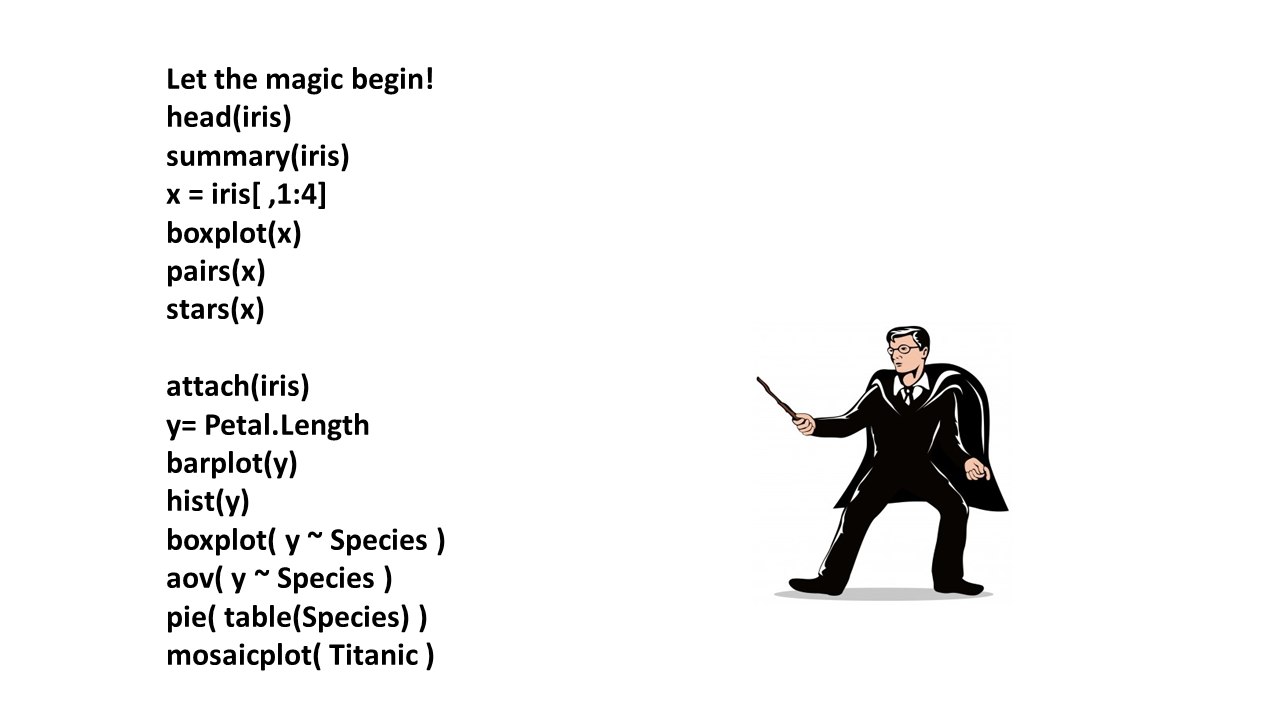 Let the magic begin!
head(iris)
summary(iris)
x = iris[ ,1:4]
boxplot(x)
pairs(x)
stars(x)
attach(iris)
y= Petal.Length
barplot(y)
hist(y)
boxplot( y ~ Species )
aov( y ~ Species )
pie( table(Species) )
mosaicplot( Titanic )